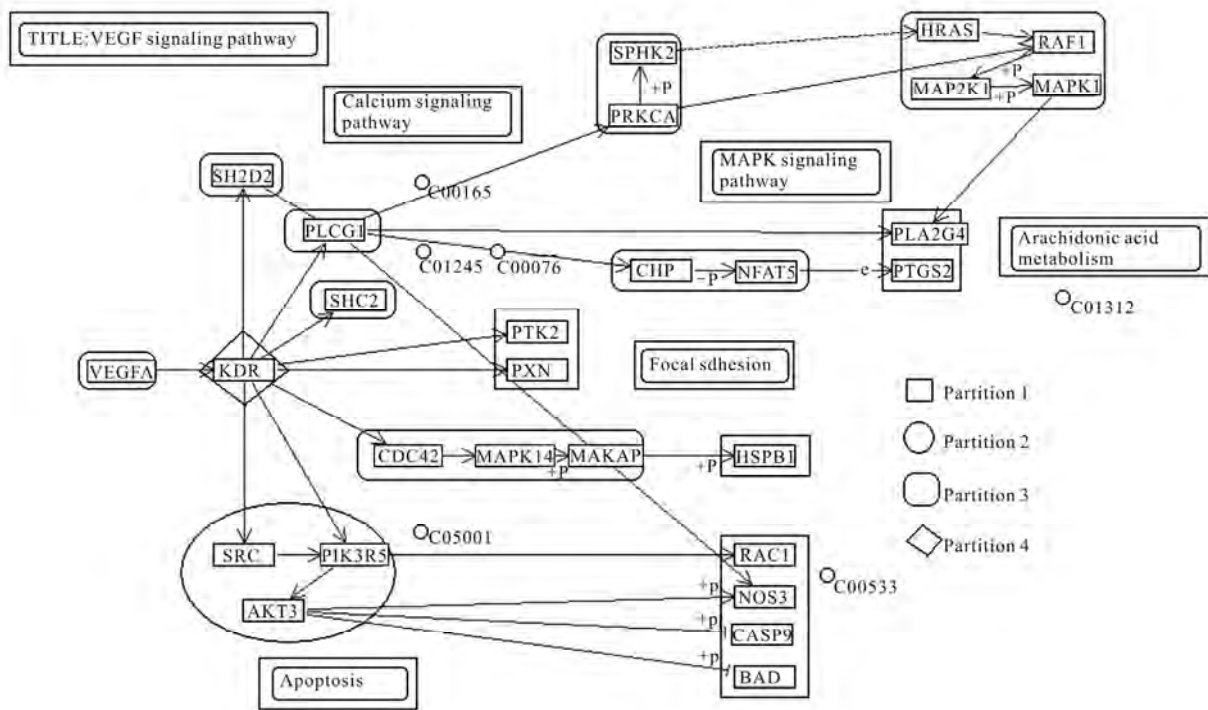 TITLE:VEGF signaling pathway
HRAS
RAF1
SPHK2
+P
+P
MAP2K1
+P
MAPK1
PRKCA
Calcium signaling
pathway
MAPK signaling
pathway
SH2D2
C00165
PLCG1
PLA2G4
Arachidonic acid
metabolism
C01245
C00076
CHP
-P
NFAT5
e
PTGS2
C01312
SHC2
PTK2
VEGFA
KDR
PXN
Focal sdhesion
Partition 1
Partition 2
CDC42
MAPK14
+P
MAKAP
+P
HSPB1
Partition 3
C05001
SRC
PIK3R5
RAC1
Partition 4
C00533
+p
NOS3
AKT3
+p
CASP9
+p
BAD
Apoptosis